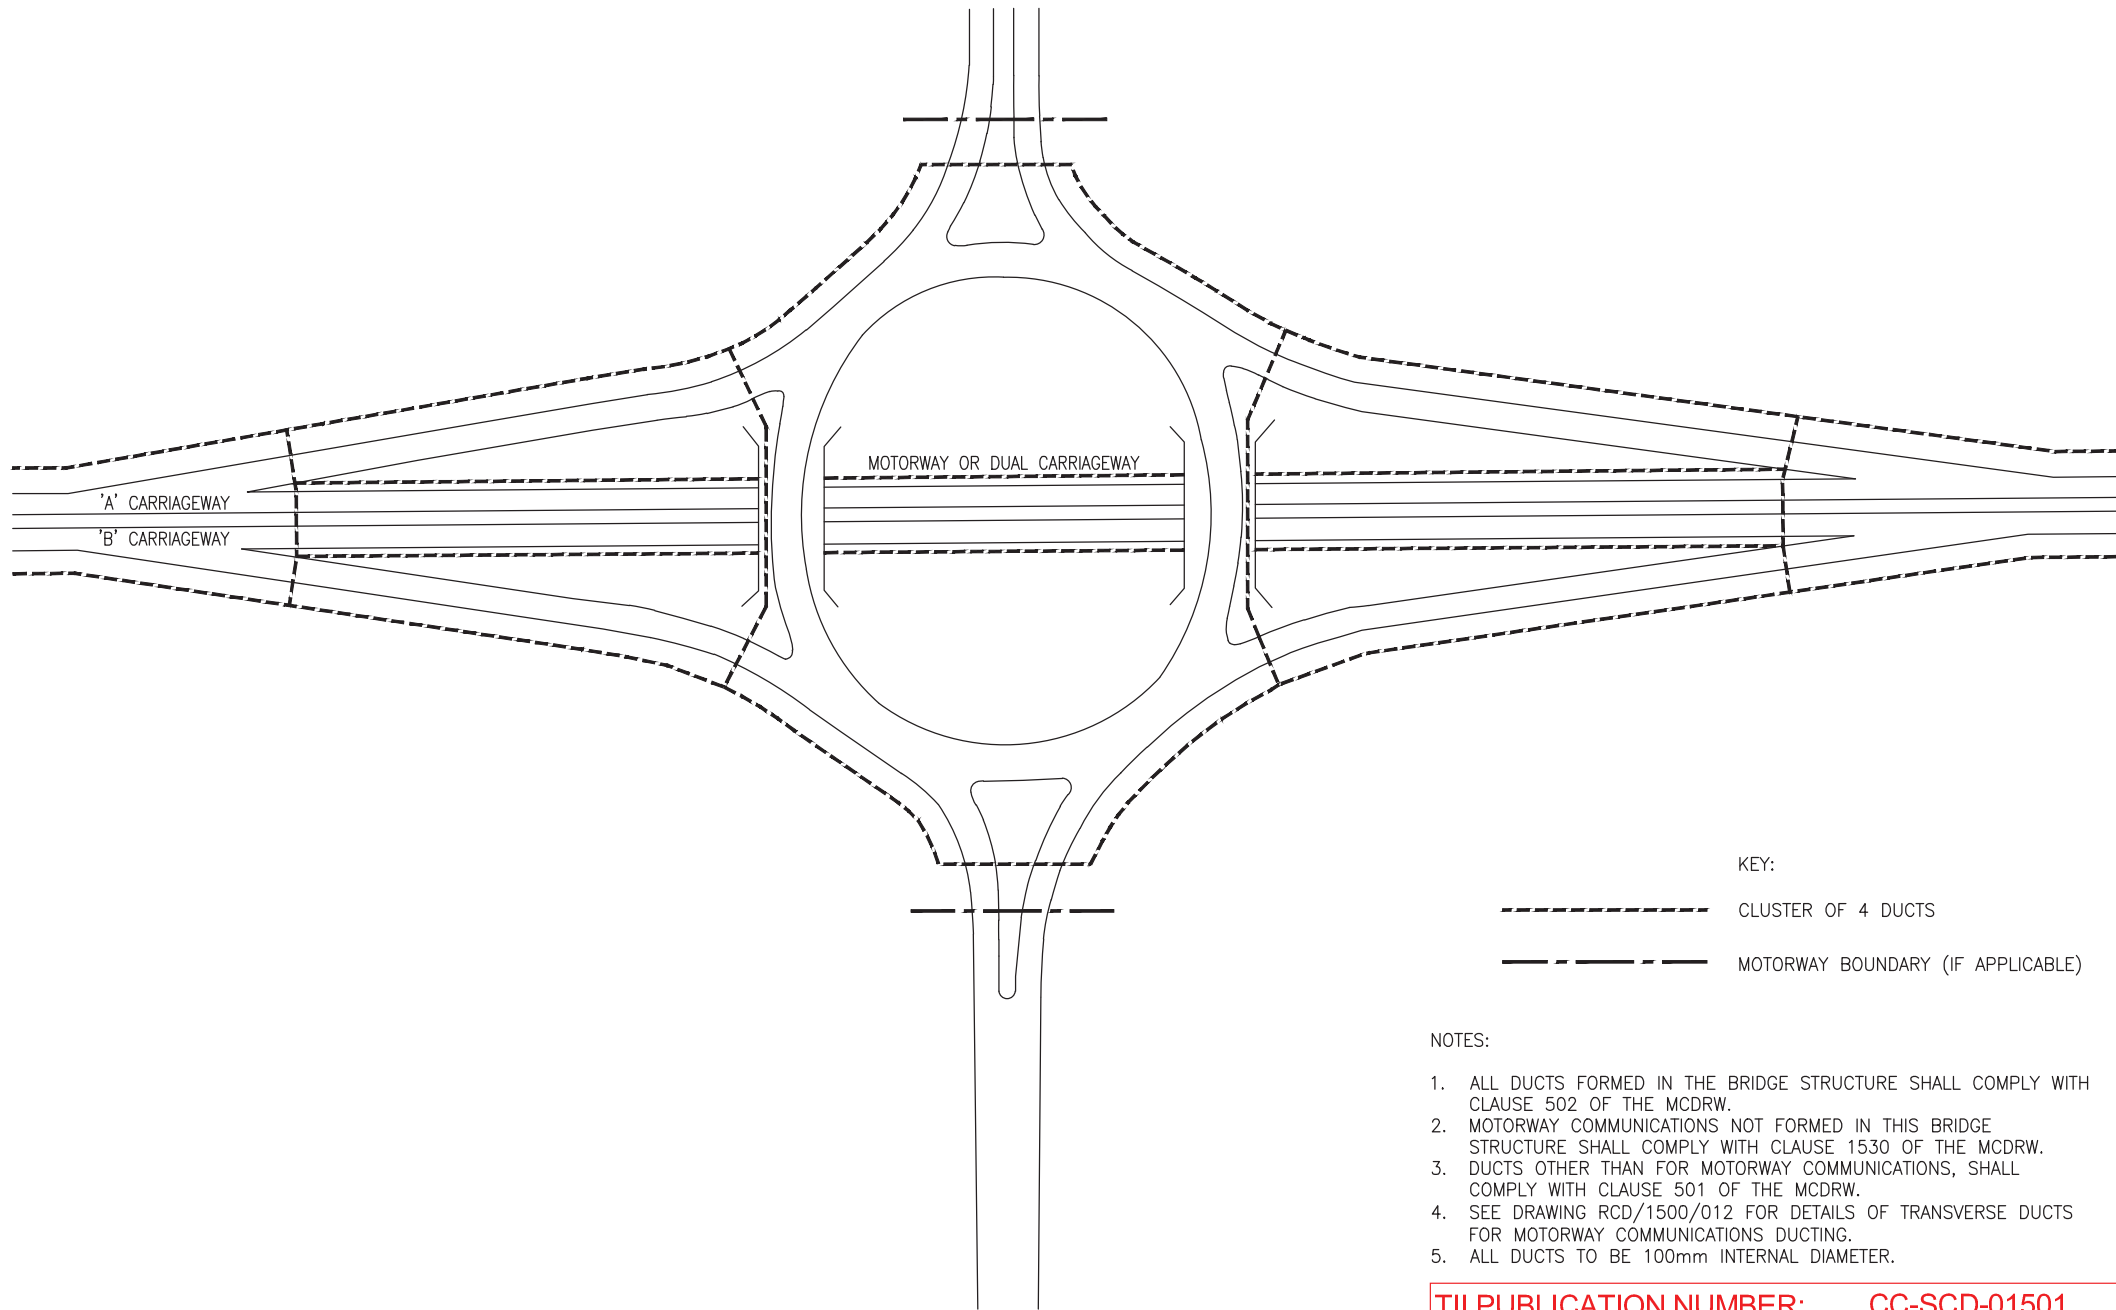 MOTORWAY OR DUAL CARRIAGEWAY
'A' CARRIAGEWAY
'B' CARRIAGEWAY
KEY:
CLUSTER OF 4 DUCTS
MOTORWAY BOUNDARY (IF APPLICABLE)
NOTES:
1. ALL DUCTS FORMED IN THE BRIDGE STRUCTURE SHALL COMPLY WITH
CLAUSE 502 OF THE MCDRW.
2. MOTORWAY COMMUNICATIONS NOT FORMED IN THIS BRIDGE
STRUCTURE SHALL COMPLY WITH CLAUSE 1530 OF THE MCDRW.
3. DUCTS OTHER THAN FOR MOTORWAY COMMUNICATIONS, SHALL
COMPLY WITH CLAUSE 501 OF THE MCDRW.
4. SEE DRAWING RCD/1500/012 FOR DETAILS OF TRANSVERSE DUCTS
FOR MOTORWAY COMMUNICATIONS DUCTING.
5. ALL DUCTS TO BE 100mm INTERNAL DIAMETER.
TII PUBLICATION NUMBER: CC-SCD-01501